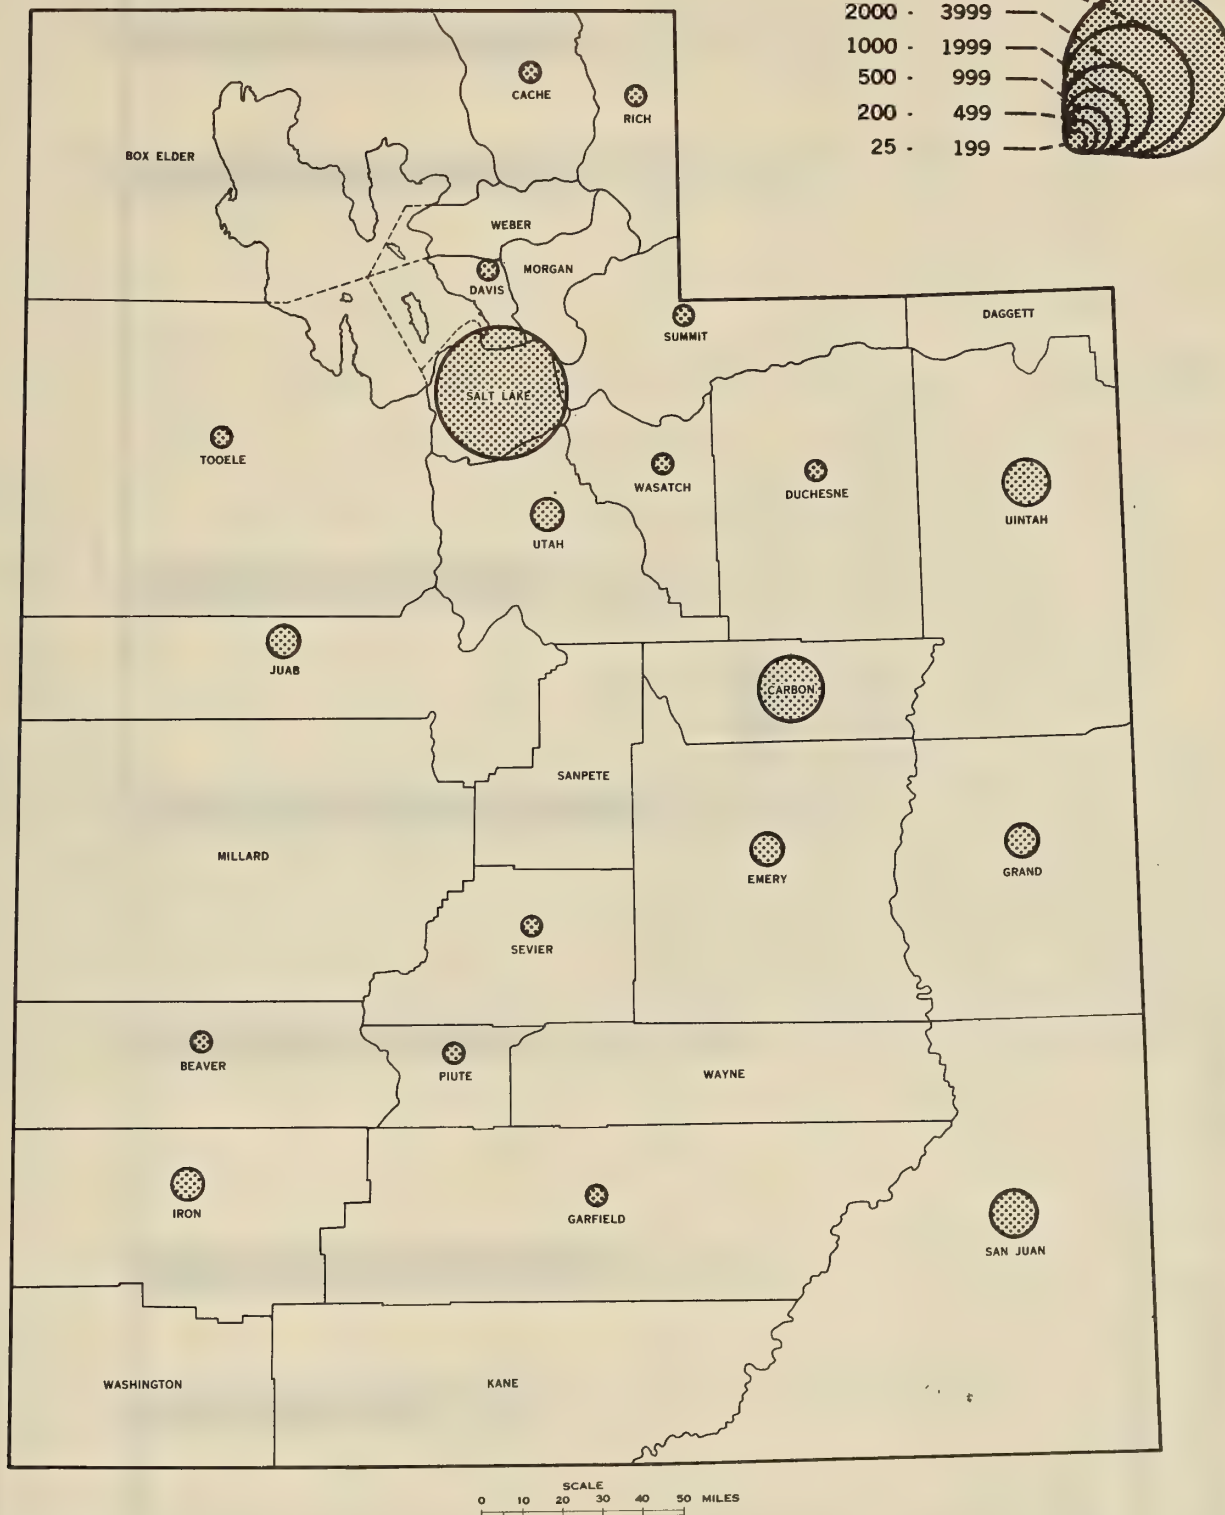 2000 - 3999
1000 - 1999
500 - 999
200 - 499
25 - 199
CACHE
RICH
BOX ELDER
WEBER
MORGAN
DAVIS
DAGGETT
SUMMIT
SALT LAKE
TOOELE
WASATCH
DUCHESNE
UINTAH
UTAH
JUAB
CARBON
SANPETE
MILLARD
EMERY
GRAND
SEVIER
BEAVER
PIUTE
WAYNE
IRON
GARFIELD
SAN JUAN
WASHINGTON
KANE
SCALE
0 10 20 30 40 50 MILES